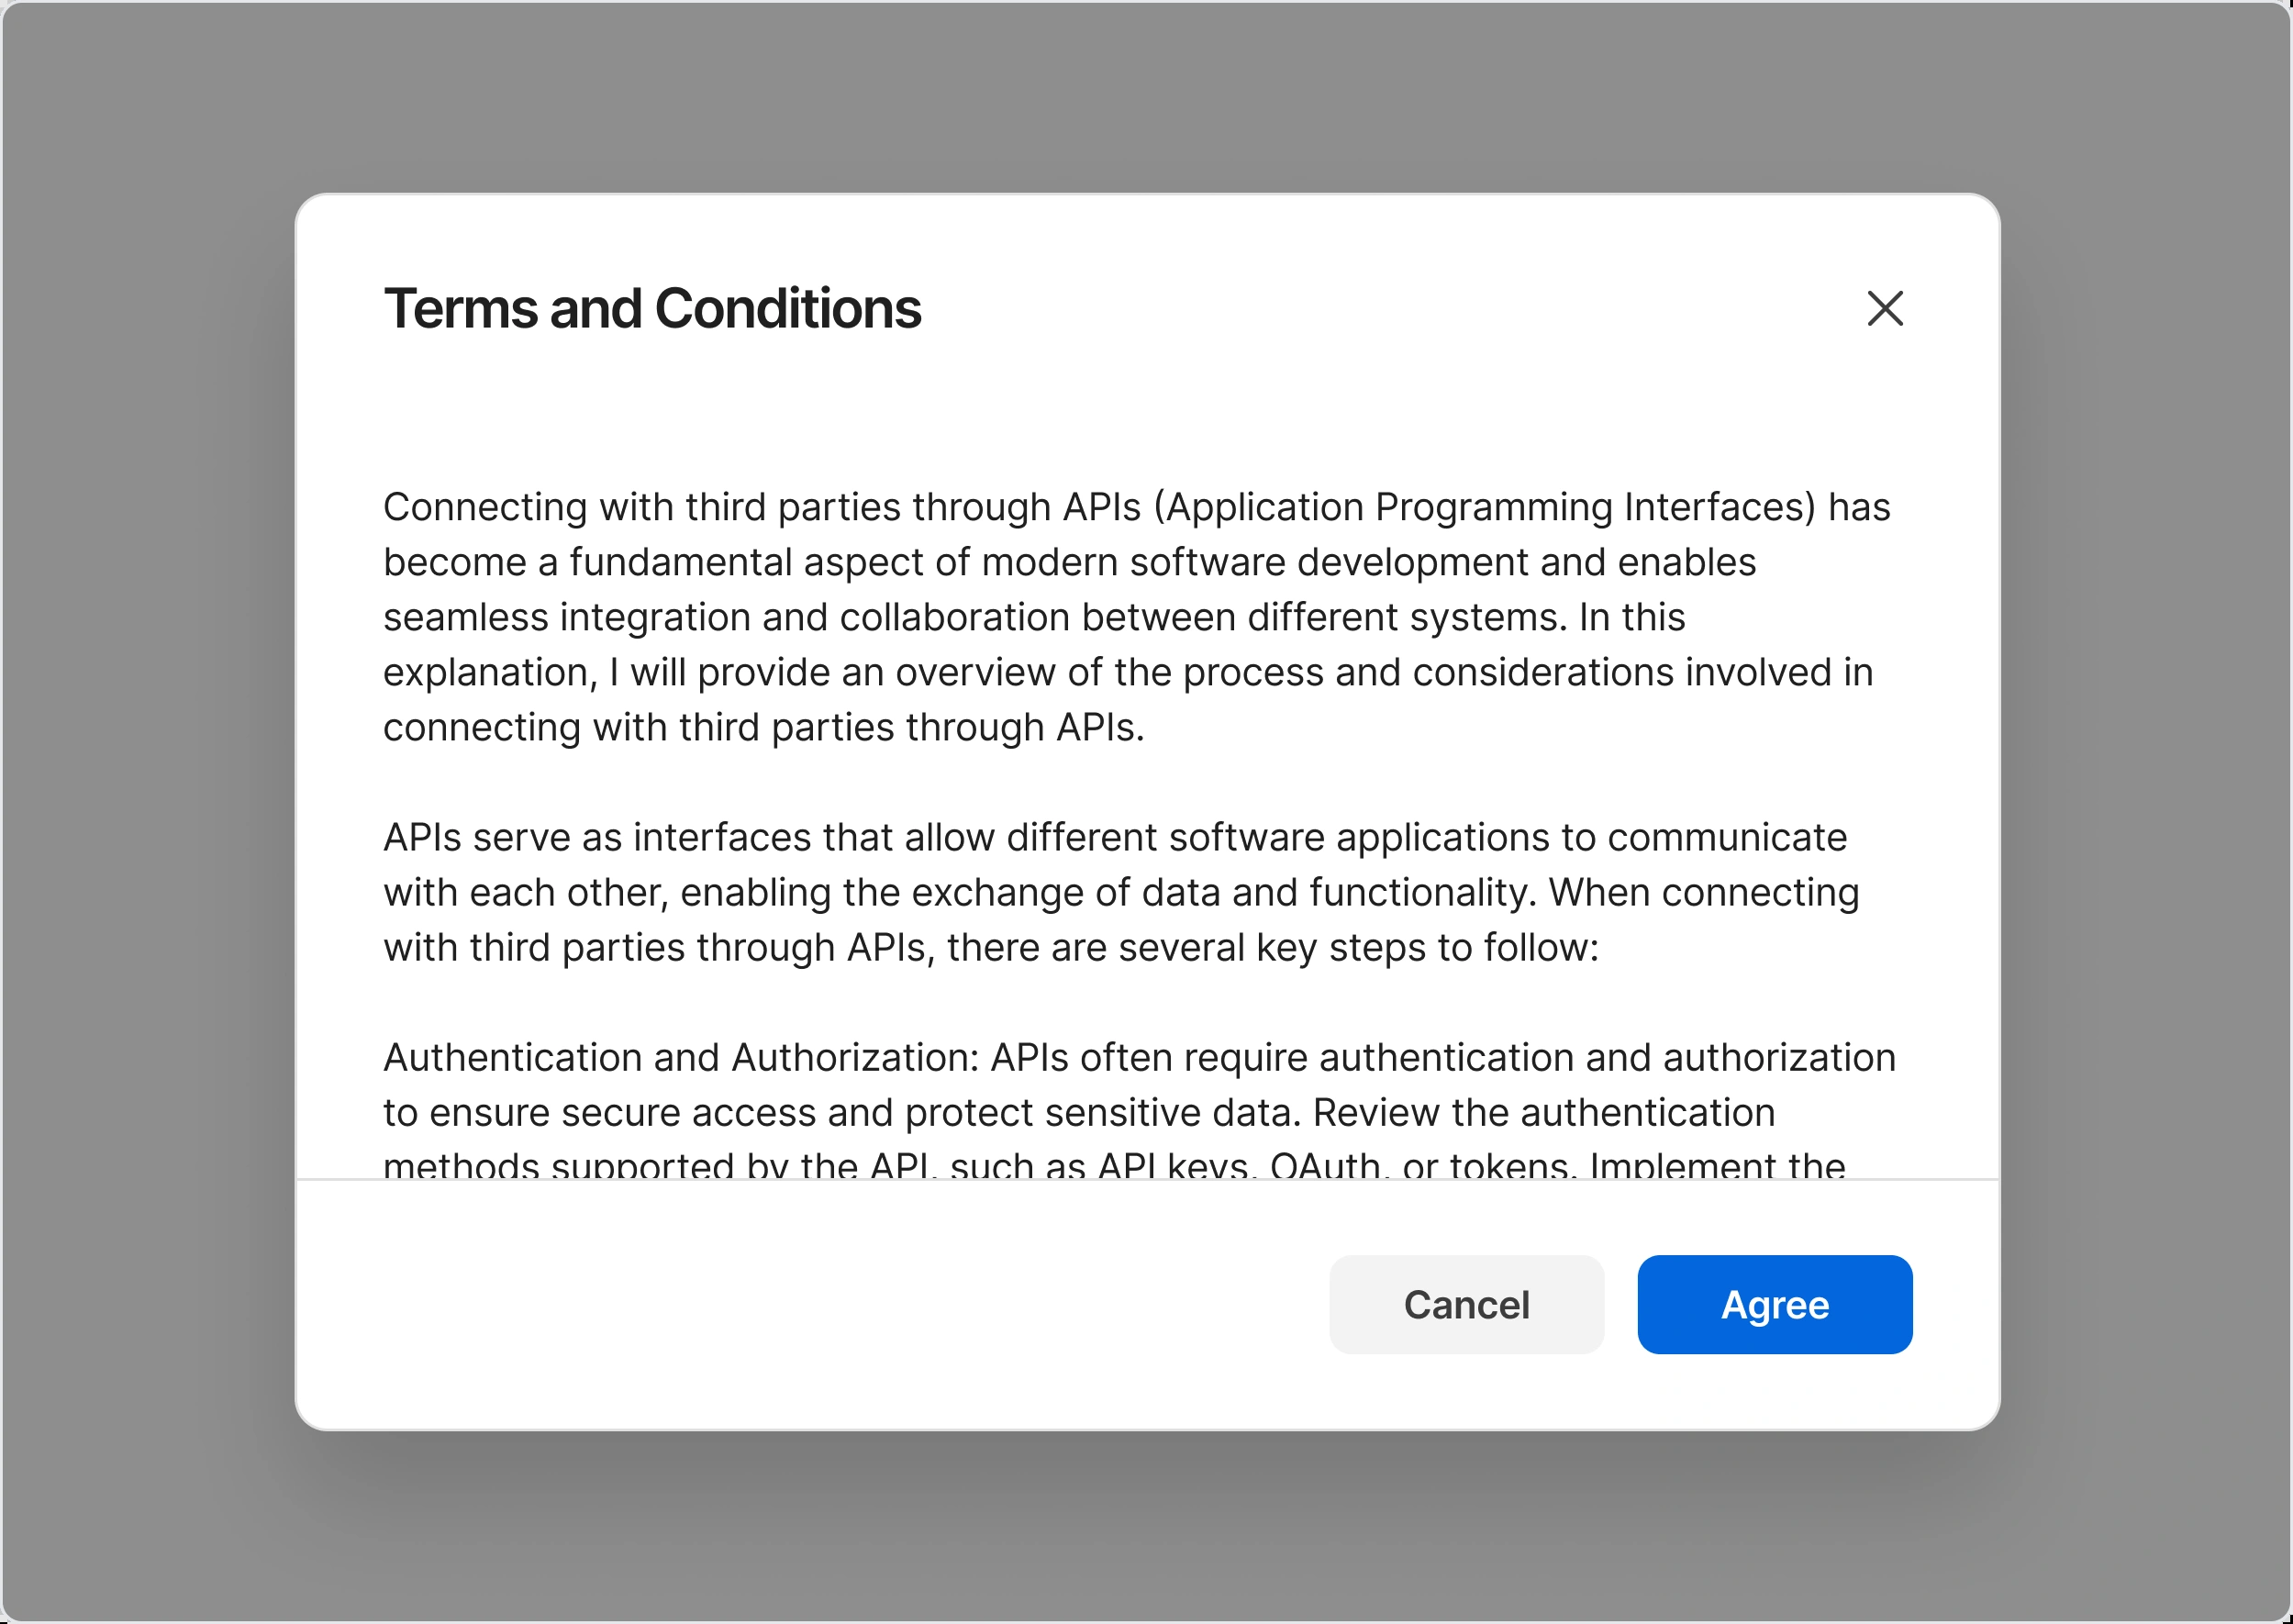 Terms and Conditions
Connecting with third parties through APIs (Application Programming Interfaces) has
become a fundamental aspect of modern software development and enables
seamless integration and collaboration between different systems. In this
explanation, I will provide an overview of the process and considerations involved in
connecting with third parties through APIs.
APIs serve as interfaces that allow different software applications to communicate
with each other, enabling the exchange of data and functionality. When connecting
with third parties through APIs, there are several key steps to follow:
Authentication and Authorization: APIs often require authentication and authorization
to ensure secure access and protect sensitive data. Review the authentication
methods supported by the API, such as API keys, OAuth, or tokens. Implement the
Cancel
Agree